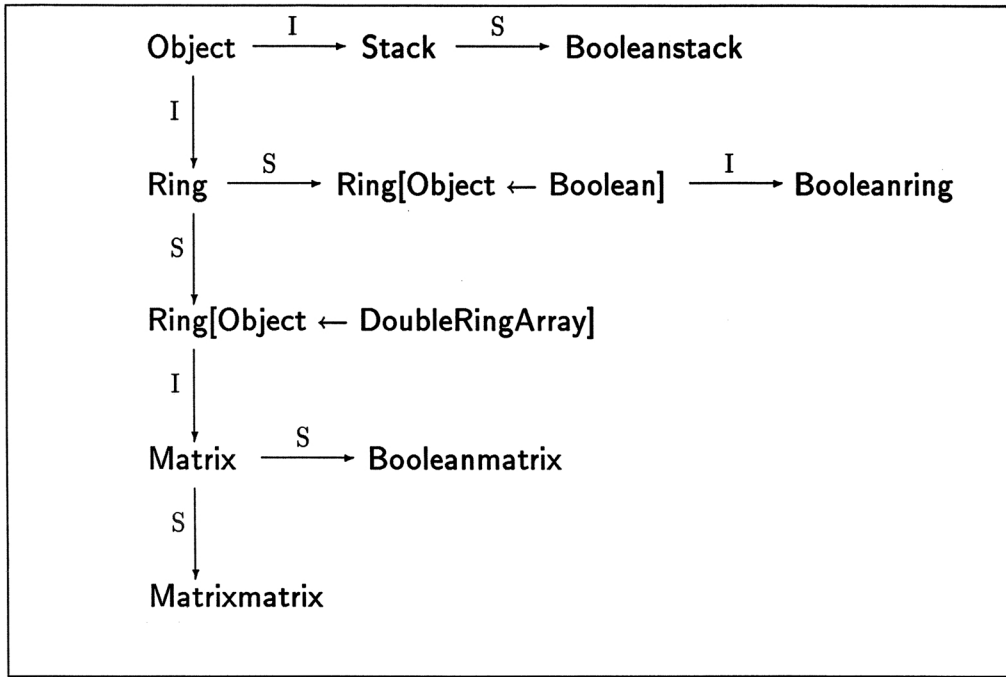 Object I Stack S Booleanstack
I
Ring S Ring[Object ← Boolean] I Booleanring
S
Ring[Object ← DoubleRingArray]
I
Matrix S Booleanmatrix
S
Matrixmatrix